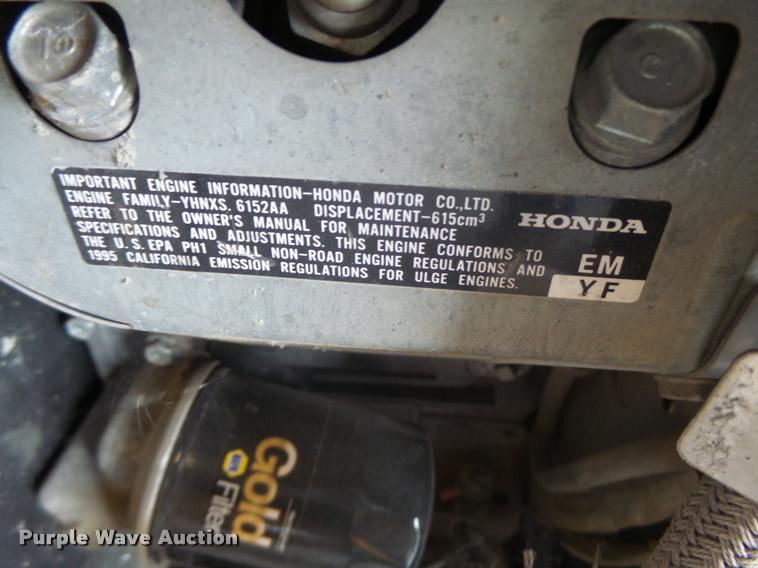 IMPORTANT ENGINE INFORMATION-HONDA MOTOR CO.,LTD.
ENGINE FAMILY-YHNXS. 6152AA DISPLACEMENT-615cm³
REFER TO THE OWNER'S MANUAL FOR MAINTENANCE
SPECIFICATIONS AND ADJUSTMENTS. THIS ENGINE CONFORMS TO
THE U.S. EPA PH1 SMALL NON-ROAD ENGINE REGULATIONS AND
1995 CALIFORNIA EMISSION REGULATIONS FOR ULGE ENGINES.
HONDA
EM
YF
NAPA
Gold
Filter
Purple Wave Auction